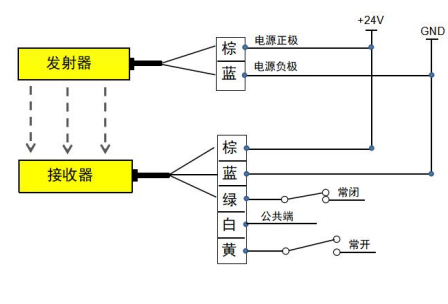 +24V
GND
棕
电源正极
发射器
蓝
电源负极
棕
接收器
蓝
绿
常闭
白
公共端
黄
常开